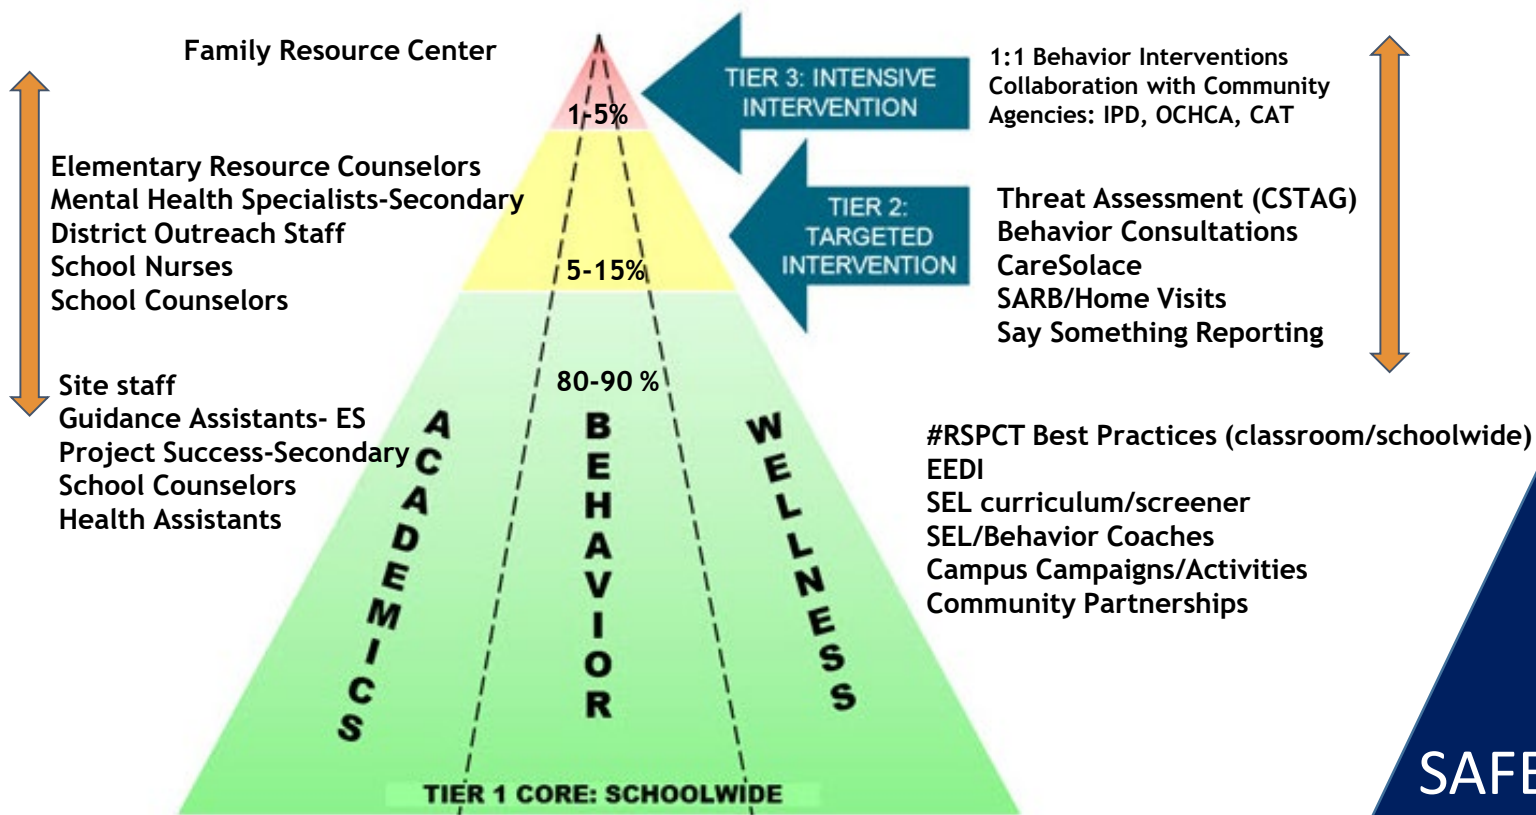 Family Resource Center
Elementary Resource Counselors
Mental Health Specialists-Secondary
District Outreach Staff
School Nurses
School Counselors
Site staff
Guidance Assistants- ES
Project Success-Secondary
School Counselors
Health Assistants
1-5%
5-15%
80-90 %
ACADEMICS
BEHAVIOR
WELLNESS
TIER 1 CORE: SCHOOLWIDE
TIER 3: INTENSIVE
INTERVENTION
TIER 2:
TARGETED
INTERVENTION
1:1 Behavior Interventions
Collaboration with Community
Agencies: IPD, OCHCA, CAT
Threat Assessment (CSTAG)
Behavior Consultations
CareSolace
SARB/Home Visits
Say Something Reporting
#RSPCT Best Practices (classroom/schoolwide)
EEDI
SEL curriculum/screener
SEL/Behavior Coaches
Campus Campaigns/Activities
Community Partnerships
SAFE